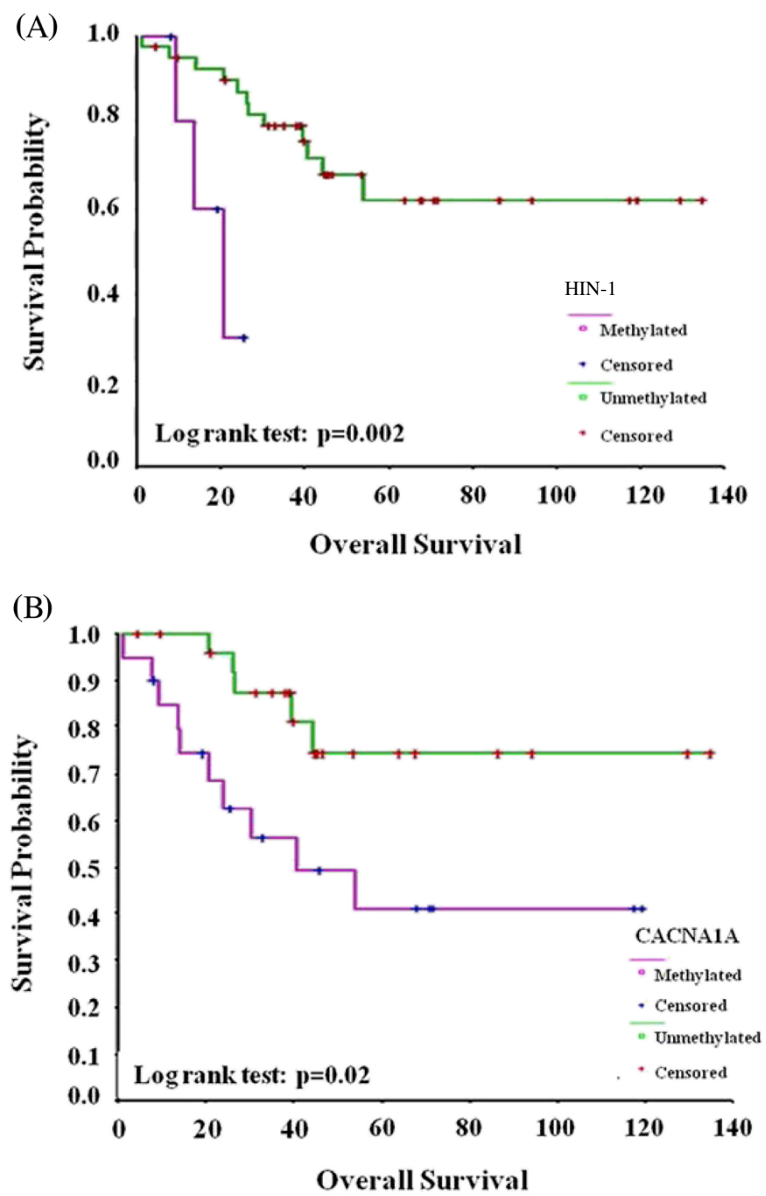 (A)
1.0
0.8
0.6
0.4
0.2
0.0
Survival Probability
HIN-1
Methylated
Censored
Unmethylated
Censored
Log rank test: p=0.002
0 20 40 60 80 100 120 140
Overall Survival
(B)
1.0
0.9
0.8
0.7
0.6
0.5
0.4
0.3
0.2
0.1
0.0
Survival Probability
CACNA1A
Methylated
Censored
Unmethylated
Censored
Log rank test: p=0.02
0 20 40 60 80 100 120 140
Overall Survival